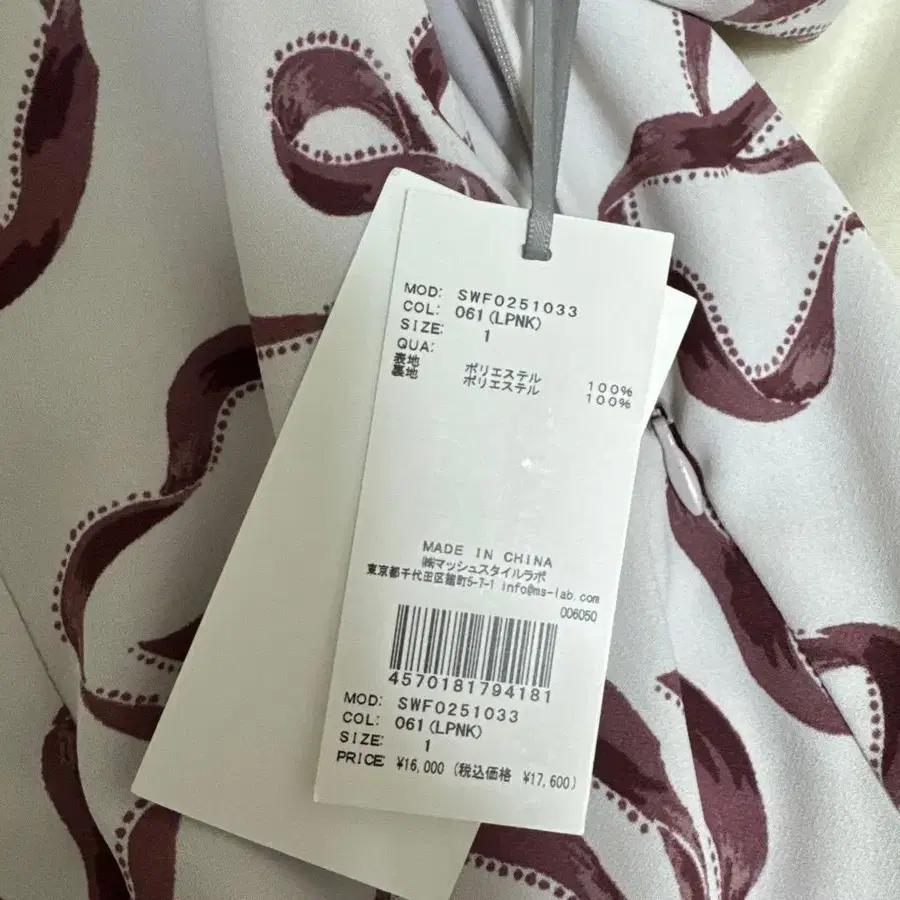 MOD: SWF0251033
COL: 061(LPNK)
SIZE: 1
QUA:
表地 ポリエステル 100%
裏地 ポリエステル 100%
MADE IN CHINA
㈱マッシュスタイルラボ
東京都千代田区麹町5-7-1 info@ms-lab.com
006050
4570181794181
MOD: SWF0251033
COL: 061(LPNK)
SIZE: 1
PRICE: ¥16,000 (税込価格 ¥17,600)